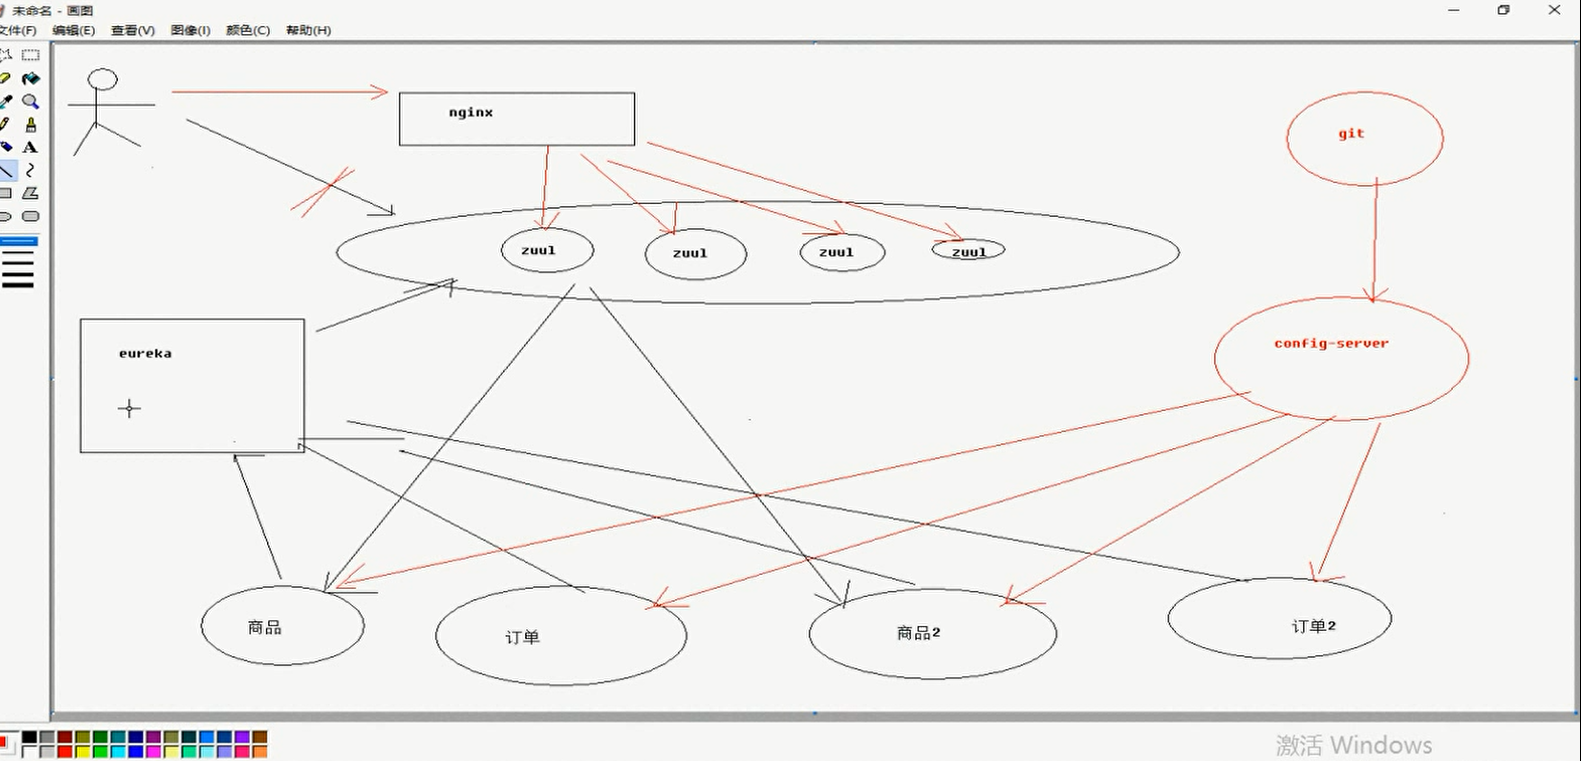 未命名 - 画图
文件(F) 编辑(E) 查看(V) 图像(I) 颜色(C) 帮助(H)
nginx
git
zuul zuul zuul zuul
config-server
eureka
商品 订单 商品2 订单2
激活 Windows